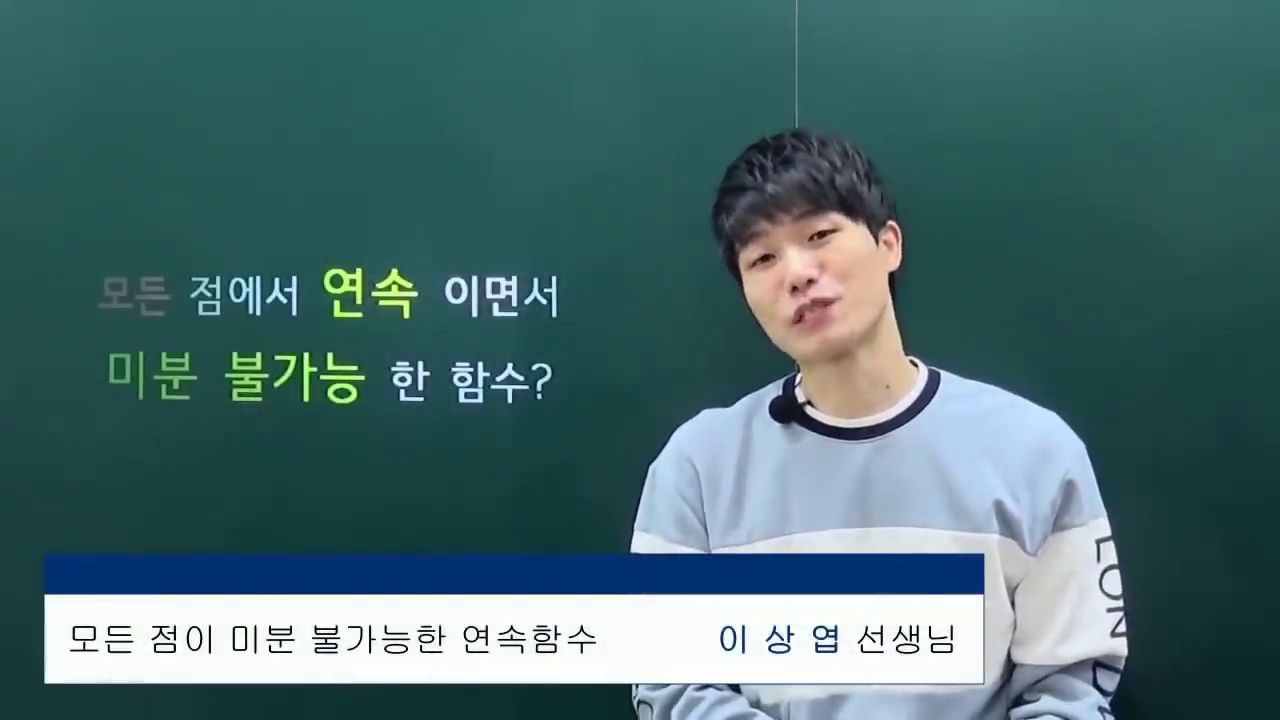 모든 점에서 연속 이면서
미분 불가능 한 함수?
모든 점이 미분 불가능한 연속함수
이 상 엽 선생님
LON